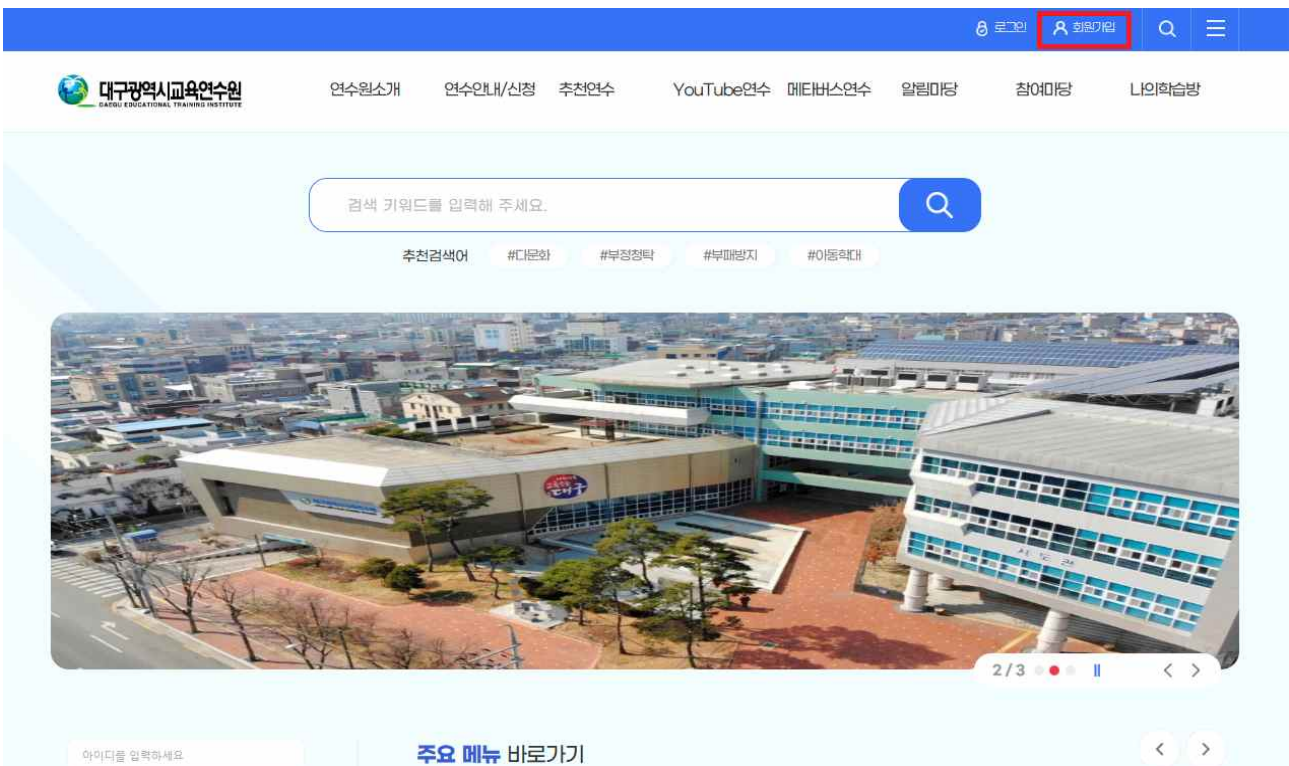 로그인 회원가입
대구광역시교육연수원
DAEGU EDUCATIONAL TRAINING INSTITUTE
연수원소개 연수안내/신청 추천연수 YouTube연수 메타버스연수 알림마당 참여마당 나의학습방
검색 키워드를 입력해 주세요.
추천검색어 #다문화 #부정청탁 #부패방지 #아동학대
대구
시도관
2/3
아이디를 입력하세요
주요 메뉴 바로가기